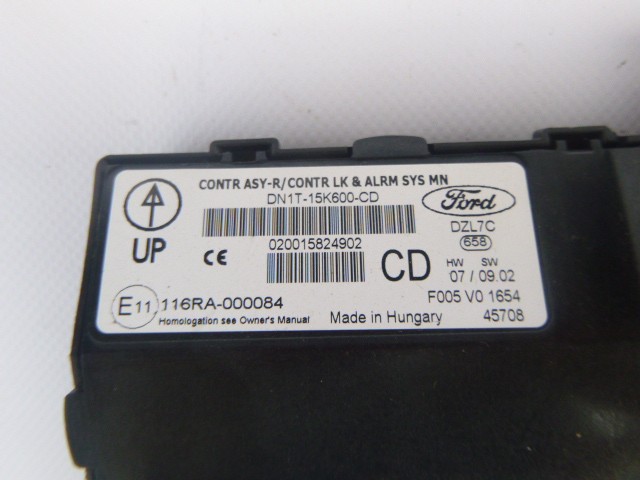 CONTR ASY-R/CONTR LK & ALRM SYS MN
DN1T-15K600-CD
Ford
UP
CE
020015824902
DZL7C
658
CD
HW SW
07 / 09.02
E11
116RA-000084
F005 V0 1654
Homologation see Owner's Manual
Made in Hungary
45708